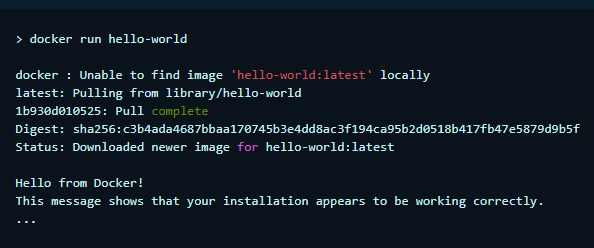 > docker run hello-world
docker : Unable to find image 'hello-world:latest' locally
latest: Pulling from library/hello-world
1b930d010525: Pull complete
Digest: sha256:c3b4ada4687bbaa170745b3e4dd8ac3f194ca95b2d0518b417fb47e5879d9b5f
Status: Downloaded newer image for hello-world:latest
Hello from Docker!
This message shows that your installation appears to be working correctly.
...